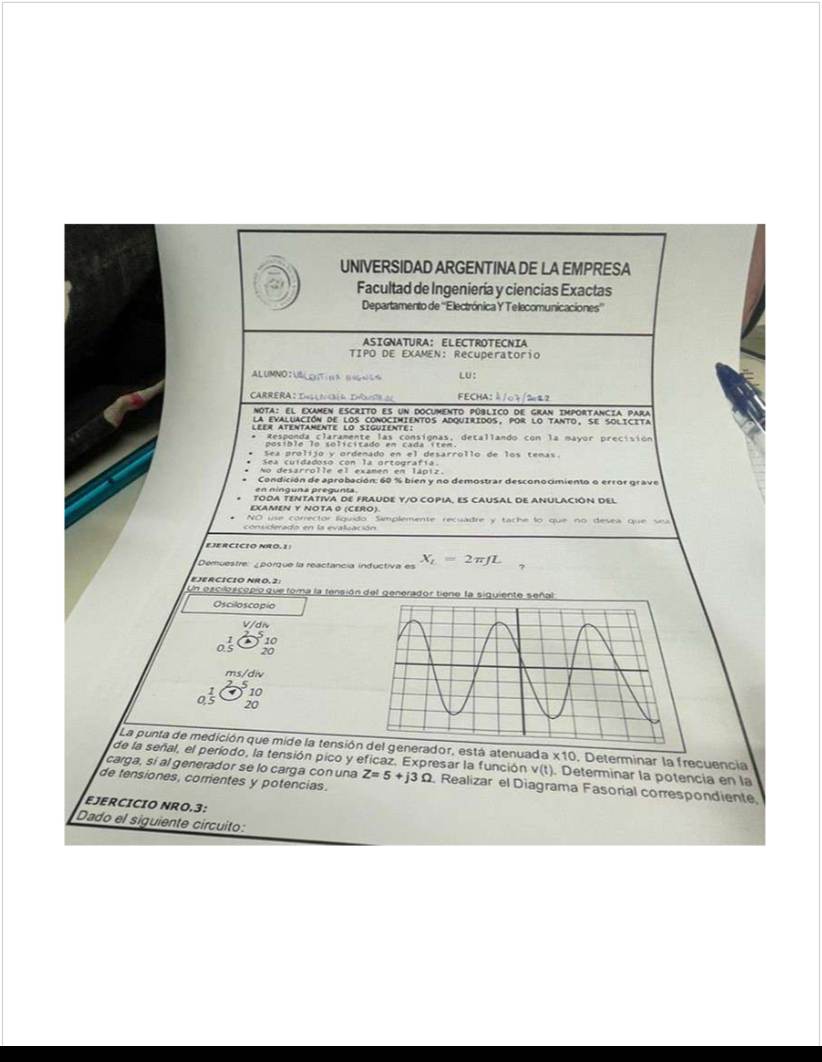 UNIVERSIDAD ARGENTINA DE LA EMPRESA
Facultad de Ingeniería y ciencias Exactas
Departamento de "Electrónica Y Telecomunicaciones"
ASIGNATURA: ELECTROTECNIA
TIPO DE EXAMEN: Recuperatorio
ALUMNO: VALENTINA LU:
CARRERA: INGENIERÍA INDUSTRIAL FECHA: /07/2022
NOTA: EL EXAMEN ESCRITO ES UN DOCUMENTO PÚBLICO DE GRAN IMPORTANCIA PARA
LA EVALUACIÓN DE LOS CONOCIMIENTOS ADQUIRIDOS, POR LO TANTO, SE SOLICITA
LEER ATENTAMENTE LO SIGUIENTE:
• Responda claramente las consignas, detallando con la mayor precisión
posible lo solicitado en cada ítem.
• Sea prolijo y ordenado en el desarrollo de los temas.
• Sea cuidadoso con la ortografía.
• No desarrolle el examen en lápiz.
• Condición de aprobación: 60 % bien y no demostrar desconocimiento o error grave
en ninguna pregunta.
• TODA TENTATIVA DE FRAUDE Y/O COPIA, ES CAUSAL DE ANULACIÓN DEL
EXAMEN Y NOTA 0 (CERO).
• NO use corrector líquido. Simplemente recuadre y tache lo que no desea que sea
considerado en la evaluación.
EJERCICIO NRO.1:
Demuestre: ¿porque la reactancia inductiva es X_L = 2πfL ?
EJERCICIO NRO.2:
Un osciloscopio que toma la tensión del generador tiene la siguiente señal:
Osciloscopio
V/div
2 5
1 10
0.5 20
ms/div
2 5
1 10
0,5 20
La punta de medición que mide la tensión del generador, está atenuada x10. Determinar la frecuencia
de la señal, el período, la tensión pico y eficaz. Expresar la función v(t). Determinar la potencia en la
carga, si al generador se lo carga con una Z= 5 + j3 Ω. Realizar el Diagrama Fasorial correspondiente,
de tensiones, corrientes y potencias.
EJERCICIO NRO.3:
Dado el siguiente circuito: